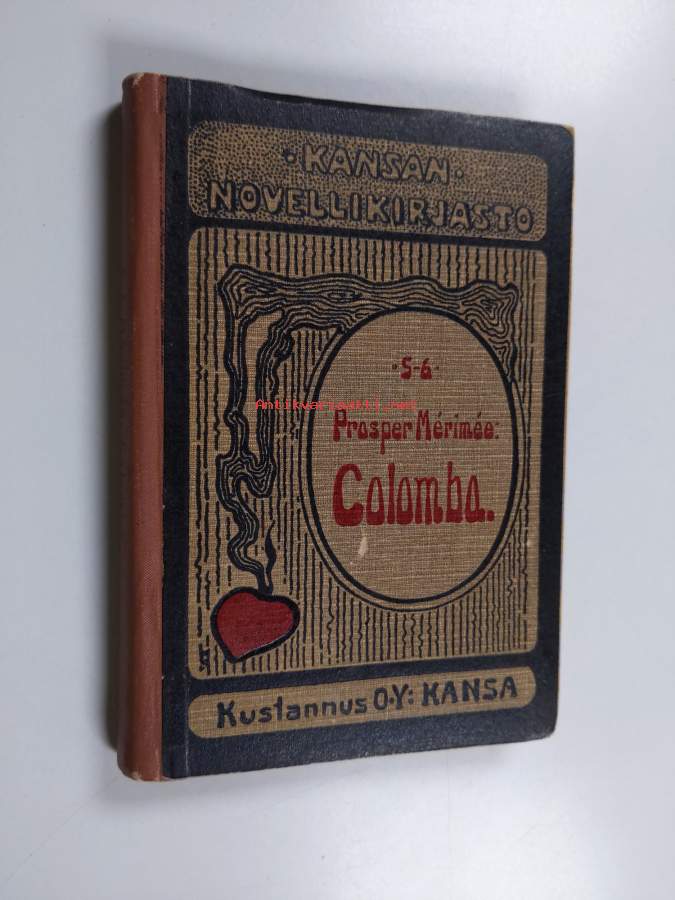 ·KANSAN·
NOVELLIKIRJASTO
·5-6·
Antikvariaatti.net
Prosper Mérimée:
Colomba.
Kustannus O.Y: KANSA